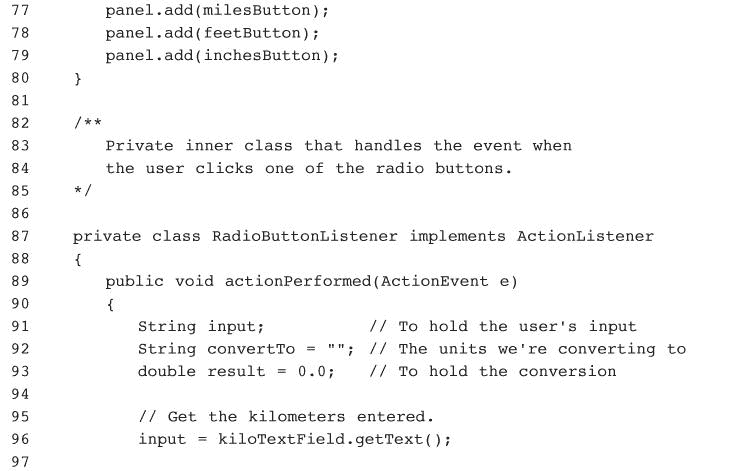 77 panel.add(milesButton);
78 panel.add(feetButton);
79 panel.add(inchesButton);
80 }
81
82 /**
83 Private inner class that handles the event when
84 the user clicks one of the radio buttons.
85 */
86
87 private class RadioButtonListener implements ActionListener
88 {
89 public void actionPerformed(ActionEvent e)
90 {
91 String input; // To hold the user's input
92 String convertTo = ""; // The units we're converting to
93 double result = 0.0; // To hold the conversion
94
95 // Get the kilometers entered.
96 input = kiloTextField.getText();
97